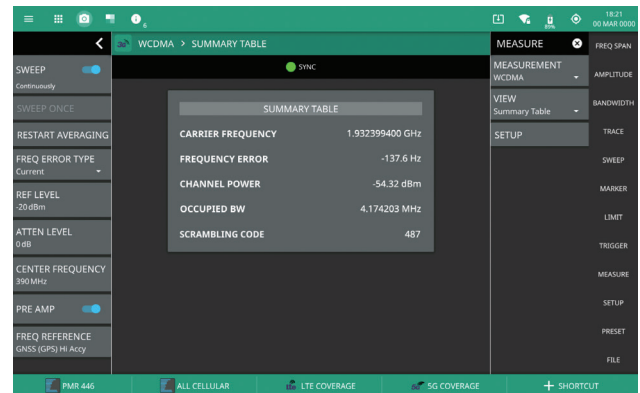 6
89%
18:21
00 MAR 0000
3G WCDMA > SUMMARY TABLE
SYNC
SWEEP
Continuously
SWEEP ONCE
RESTART AVERAGING
FREQ ERROR TYPE
Current
REF LEVEL
-20 dBm
ATTEN LEVEL
0 dB
CENTER FREQUENCY
390 MHz
PRE AMP
FREQ REFERENCE
GNSS (GPS) Hi Accy
SUMMARY TABLE
CARRIER FREQUENCY 1.932399400 GHz
FREQUENCY ERROR -137.6 Hz
CHANNEL POWER -54.32 dBm
OCCUPIED BW 4.174203 MHz
SCRAMBLING CODE 487
MEASURE
MEASUREMENT
WCDMA
VIEW
Summary Table
SETUP
FREQ SPAN
AMPLITUDE
BANDWIDTH
TRACE
SWEEP
MARKER
LIMIT
TRIGGER
MEASURE
SETUP
PRESET
FILE
PMR 446
ALL CELLULAR
LTE COVERAGE
5G COVERAGE
+ SHORTCUT